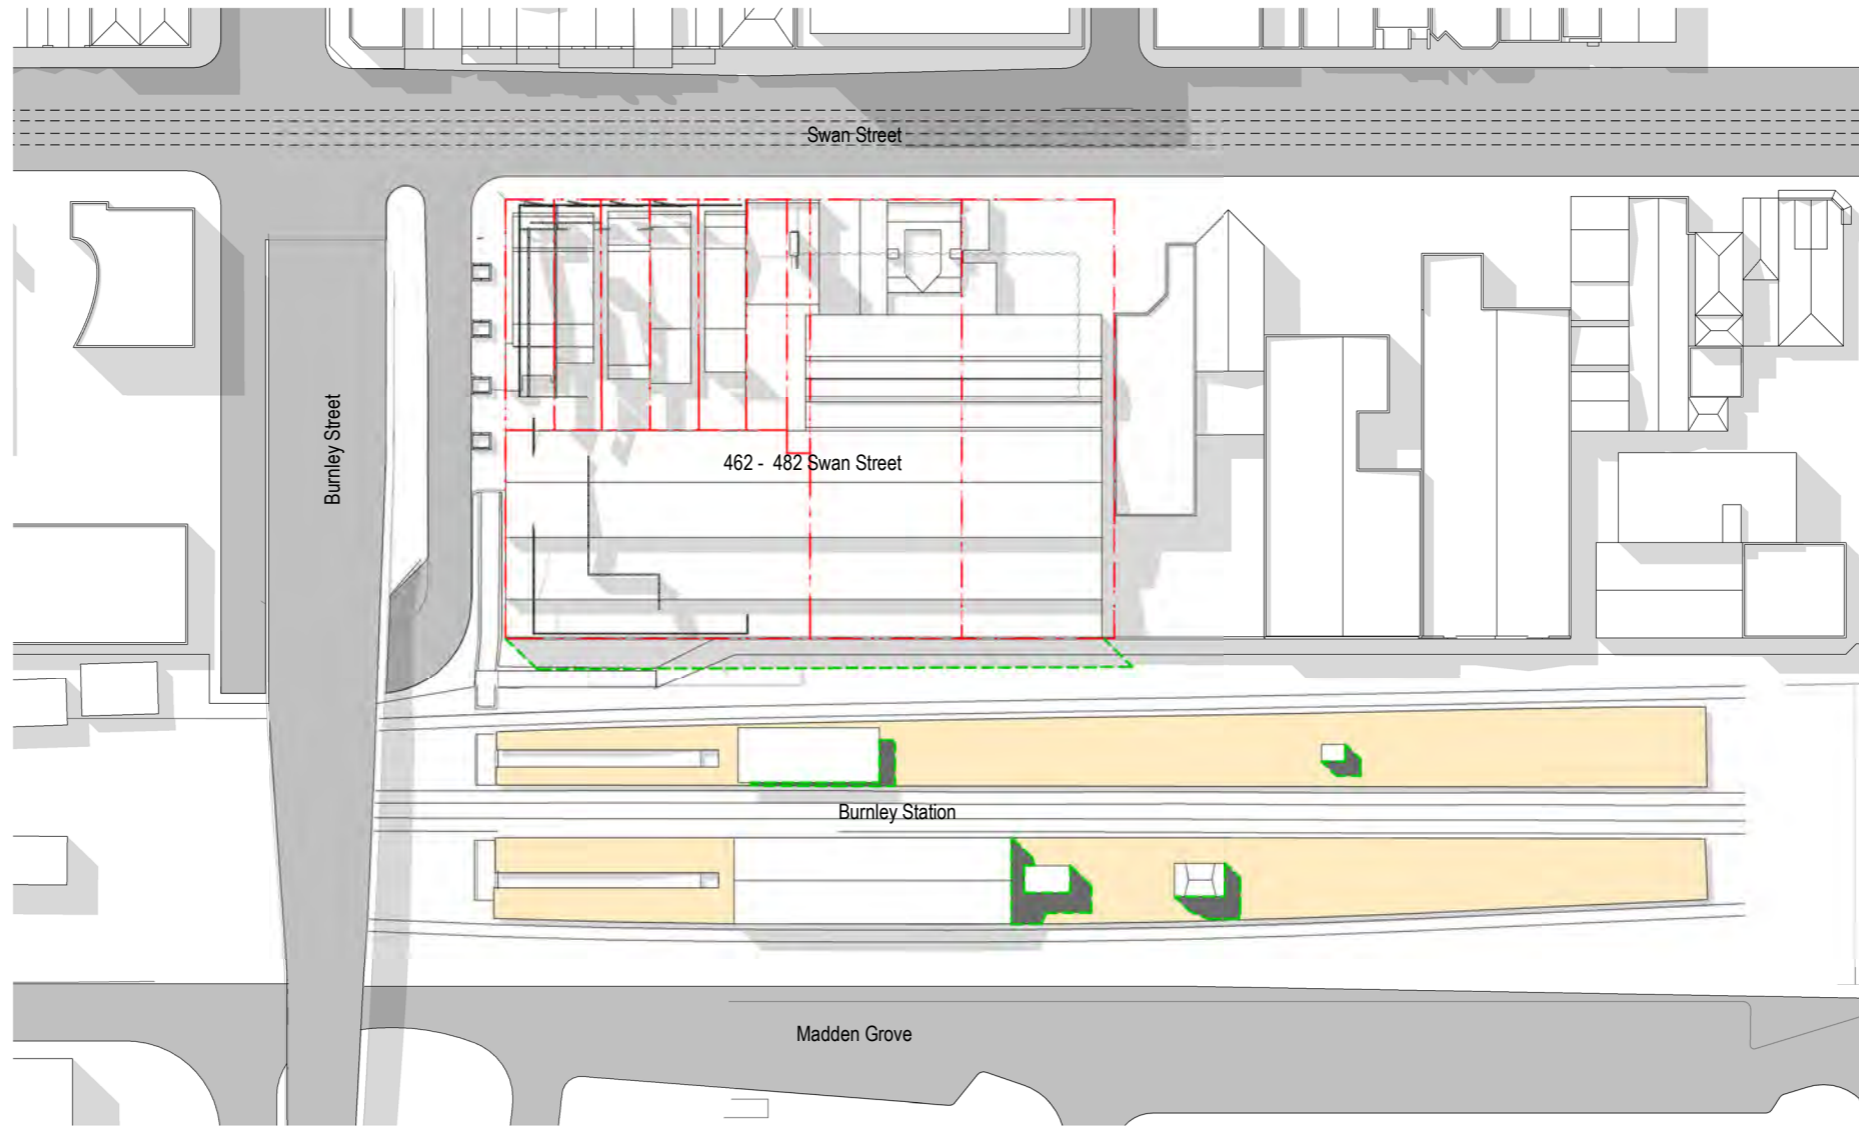 Swan Street
Burnley Street
462 - 482 Swan Street
Burnley Station
Madden Grove